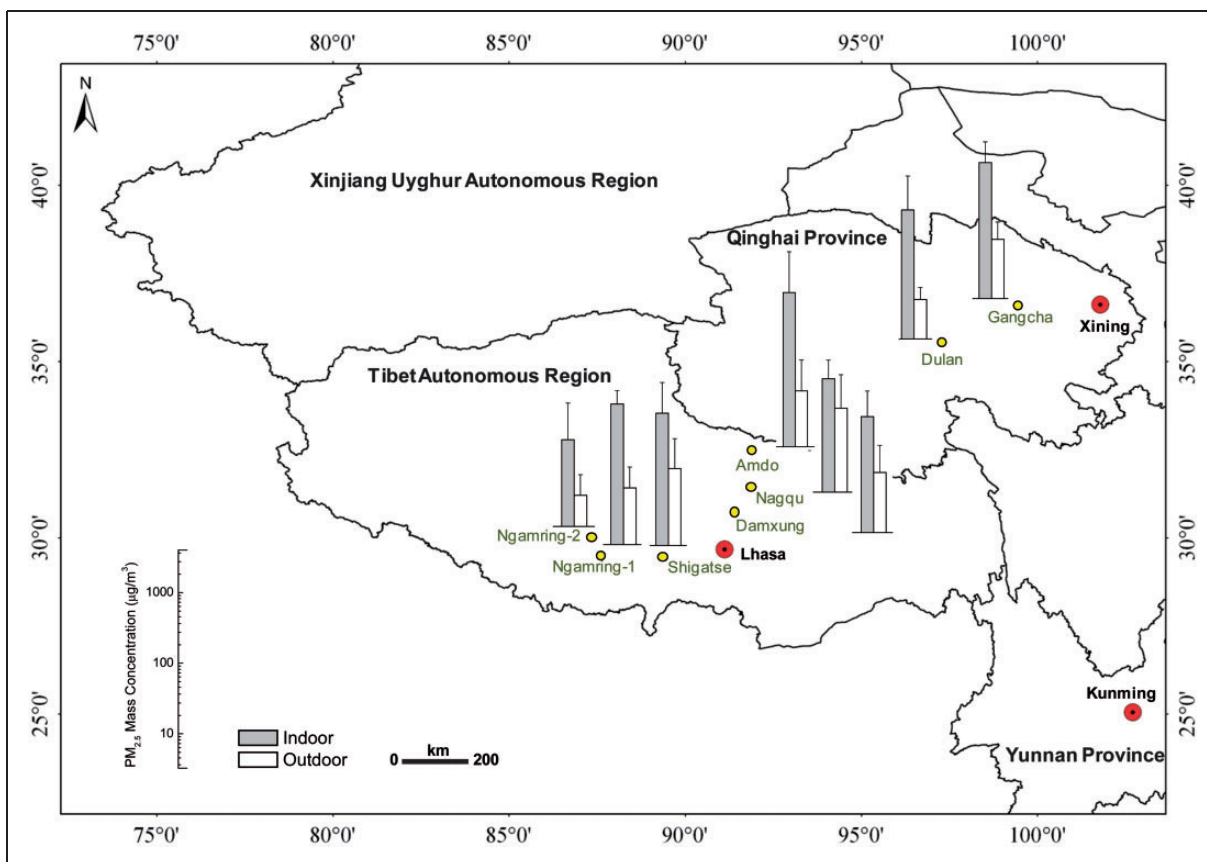 75°0' 80°0' 85°0' 90°0' 95°0' 100°0'
N
40°0'
40°0'
Xinjiang Uyghur Autonomous Region
Qinghai Province
Gangcha
Xining
Dulan
35°0'
35°0'
Tibet Autonomous Region
Amdo
Nagqu
Damxung
30°0'
30°0'
Ngamring-2
Lhasa
Ngamring-1
Shigatse
PM2.5 Mass Concentration (µg/m³)
1000
100
10
Kunming
25°0'
25°0'
Indoor
Outdoor
km
0 200
Yunnan Province
75°0' 80°0' 85°0' 90°0' 95°0' 100°0'